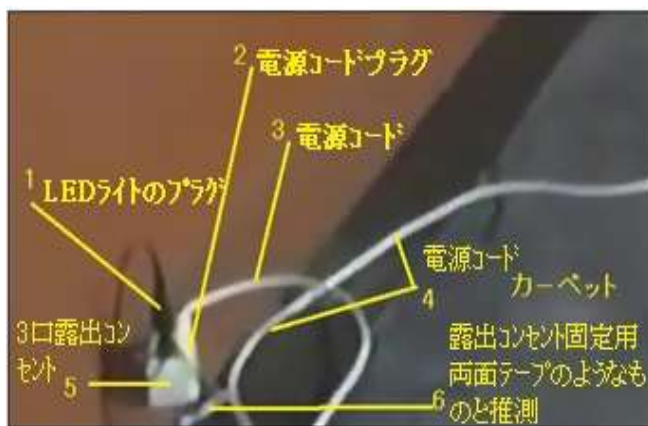 2 電源コードプラグ
3 電源コード
1 LEDライトのプラグ
電源コード
4 カーペット
3口露出コン
セント 5
露出コンセント固定用
両面テープのようなも
6 のと推測